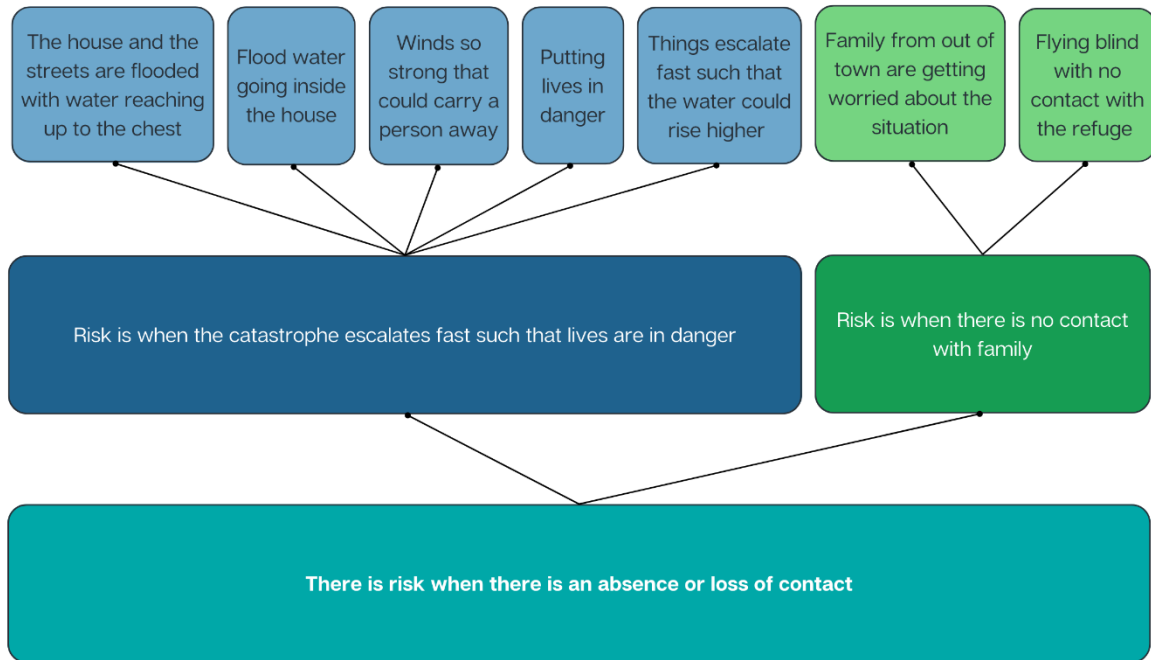 The house and the
streets are flooded
with water reaching
up to the chest
Flood water
going inside
the house
Winds so
strong that
could carry a
person away
Putting
lives in
danger
Things escalate
fast such that
the water could
rise higher
Family from out of
town are getting
worried about the
situation
Flying blind
with no
contact with
the refuge
Risk is when the catastrophe escalates fast such that lives are in danger
Risk is when there is no contact
with family
There is risk when there is an absence or loss of contact